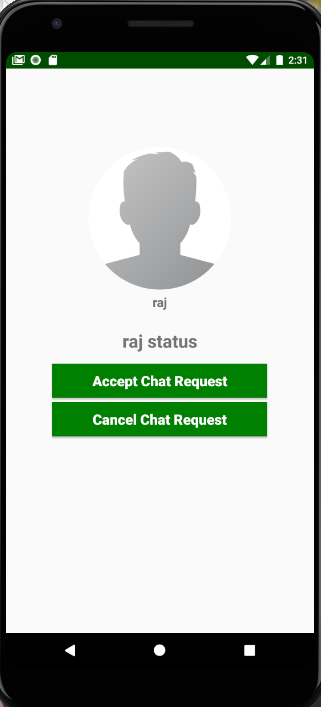 2:31
raj
raj status
Accept Chat Request
Cancel Chat Request